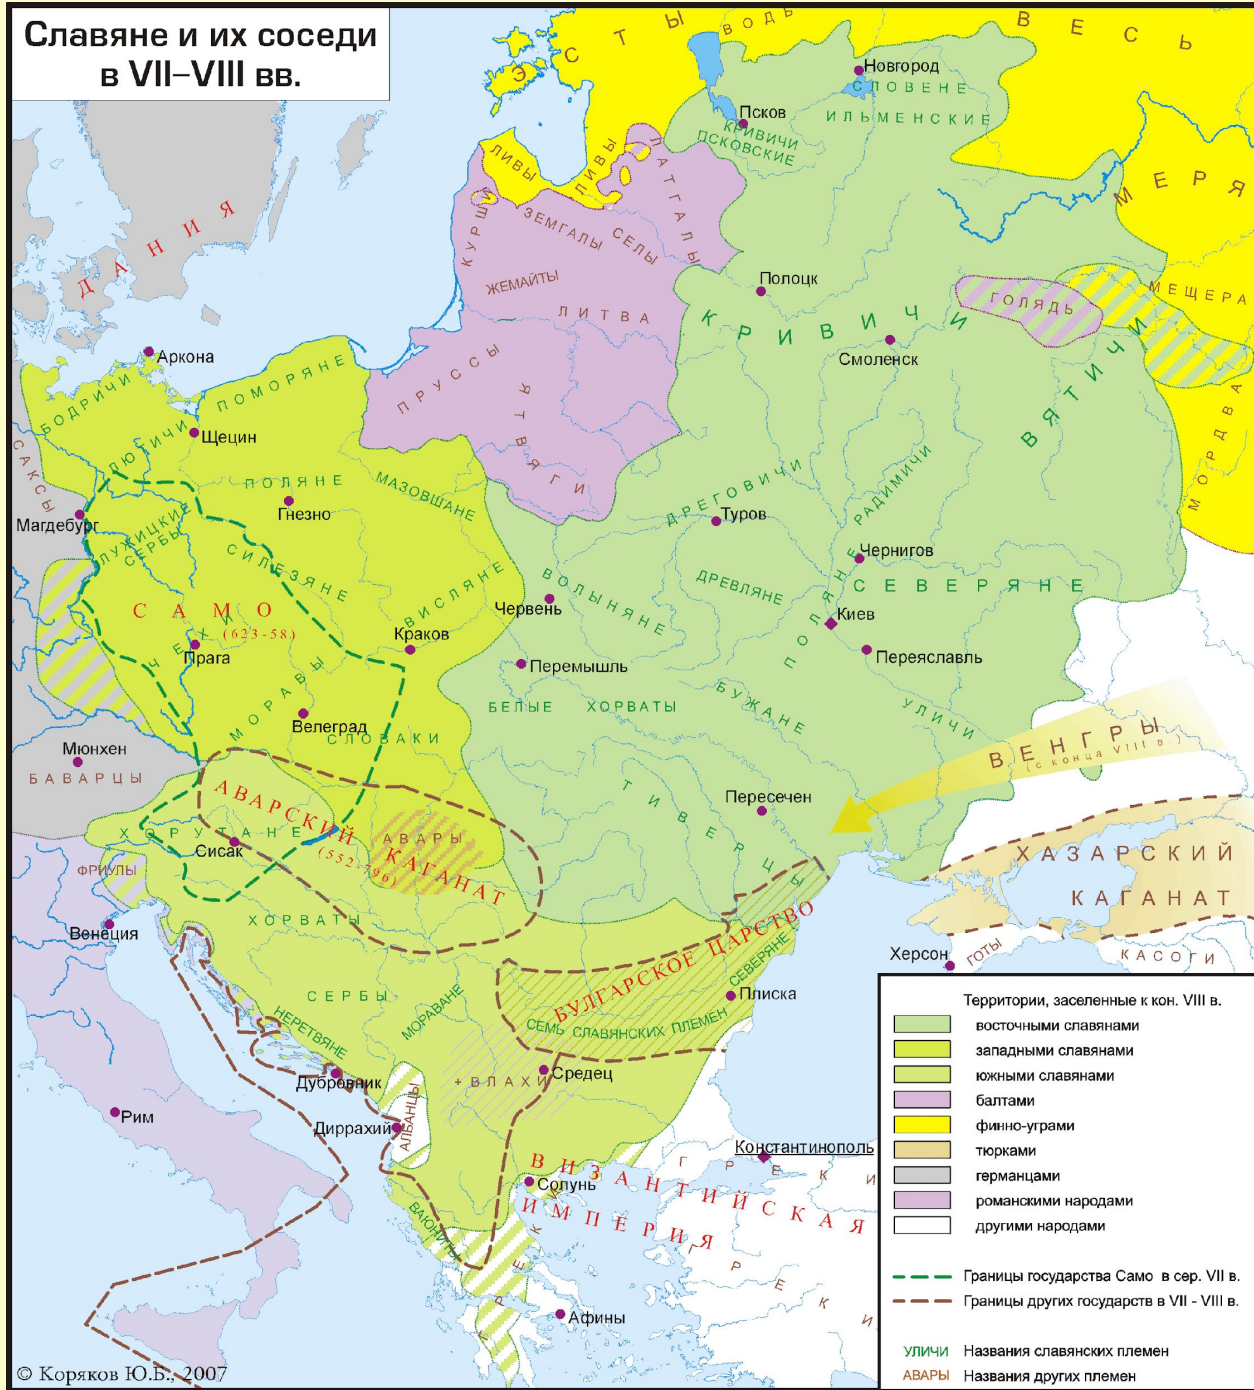 Славяне и их соседи
в VII–VIII вв.
ЭСТЫ
ВОДЬ
ВЕСЬ
Новгород
СЛОВЕНЕ
ИЛЬМЕНСКИЕ
Псков
КРИВИЧИ
ПСКОВСКИЕ
ЛИВЫ
ЛИВЫ
ЛАТГАЛЫ
МЕРЯ
КУРШИ
ЗЕМГАЛЫ
СЕЛЫ
ДАНИЯ
ЖЕМАЙТЫ
ЛИТВА
Полоцк
КРИВИЧИ
ГОЛЯДЬ
МЕЩЕРА
Смоленск
ВЯТИЧИ
МОРДВА
Аркона
БОДРИЧИ
ПОМОРЯНЕ
ПРУССЫ
ЯТВЯГИ
ЛЮТИЧИ
Щецин
САКСЫ
ПОЛЯНЕ
МАЗОВШАНЕ
Гнезно
Магдебург
ЛУЖИЦКИЕ
СЕРБЫ
СИЛЕЗЯНЕ
ДРЕГОВИЧИ
Туров
РАДИМИЧИ
Чернигов
СЕВЕРЯНЕ
САМО
(623-58)
ЧЕХИ
Прага
ВИСЛЯНЕ
Краков
Червень
ВОЛЫНЯНЕ
ДРЕВЛЯНЕ
ПОЛЯНЕ
Киев
Переяславль
Перемышль
МОРАВЫ
Велеград
СЛОВАКИ
БЕЛЫЕ ХОРВАТЫ
БУЖАНЕ
УЛИЧИ
ВЕНГРЫ
(с конца VIII в.)
Мюнхен
БАВАРЦЫ
АВАРСКИЙ КАГАНАТ
(552-796)
АВАРЫ
ХОРУТАНЕ
Сисак
ТИВЕРЦЫ
Пересечен
ХАЗАРСКИЙ
КАГАНАТ
ФРИУЛЫ
Венеция
ХОРВАТЫ
БУЛГАРСКОЕ ЦАРСТВО
СЕВЕРЯНЕ
Плиска
Херсон
ГОТЫ
КАСОГИ
СЕРБЫ
МОРАВАНЕ
СЕМЬ СЛАВЯНСКИХ ПЛЕМЕН
НЕРЕТВЯНЕ
Дубровник
+ ВЛАХИ
Средец
Рим
Диррахий
АЛБАНЦЫ
Константинополь
ВИЗАНТИЙСКАЯ
ИМПЕРИЯ
ГРЕКИ
Солунь
ВАЮНИТЫ
ГРЕКИ
ГРЕКИ
Афины
Территории, заселенные к кон. VIII в.
восточными славянами
западными славянами
южными славянами
балтами
финно-уграми
тюрками
германцами
романскими народами
другими народами
Границы государства Само в сер. VII в.
Границы других государств в VII - VIII в.
УЛИЧИ Названия славянских племен
АВАРЫ Названия других племен
© Коряков Ю.Б., 2007